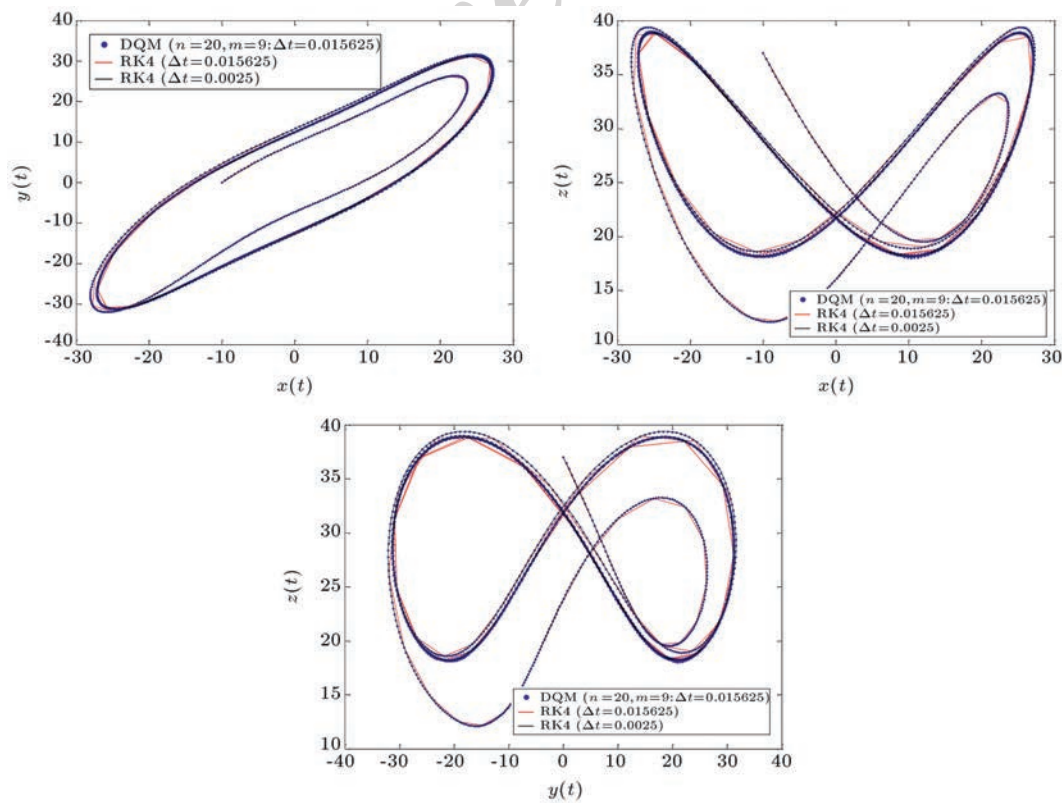 DQM (n=20, m=9:Δt=0.015625)
RK4 (Δt=0.015625)
RK4 (Δt=0.0025)
40
30
20
10
0
-10
-20
-30
-40
y(t)
-30 -20 -10 0 10 20 30
x(t)
40
35
30
25
20
15
10
z(t)
DQM (n=20, m=9:Δt=0.015625)
RK4 (Δt=0.015625)
RK4 (Δt=0.0025)
-30 -20 -10 0 10 20 30
x(t)
40
35
30
25
20
15
10
z(t)
DQM (n=20, m=9:Δt=0.015625)
RK4 (Δt=0.015625)
RK4 (Δt=0.0025)
-40 -30 -20 -10 0 10 20 30 40
y(t)